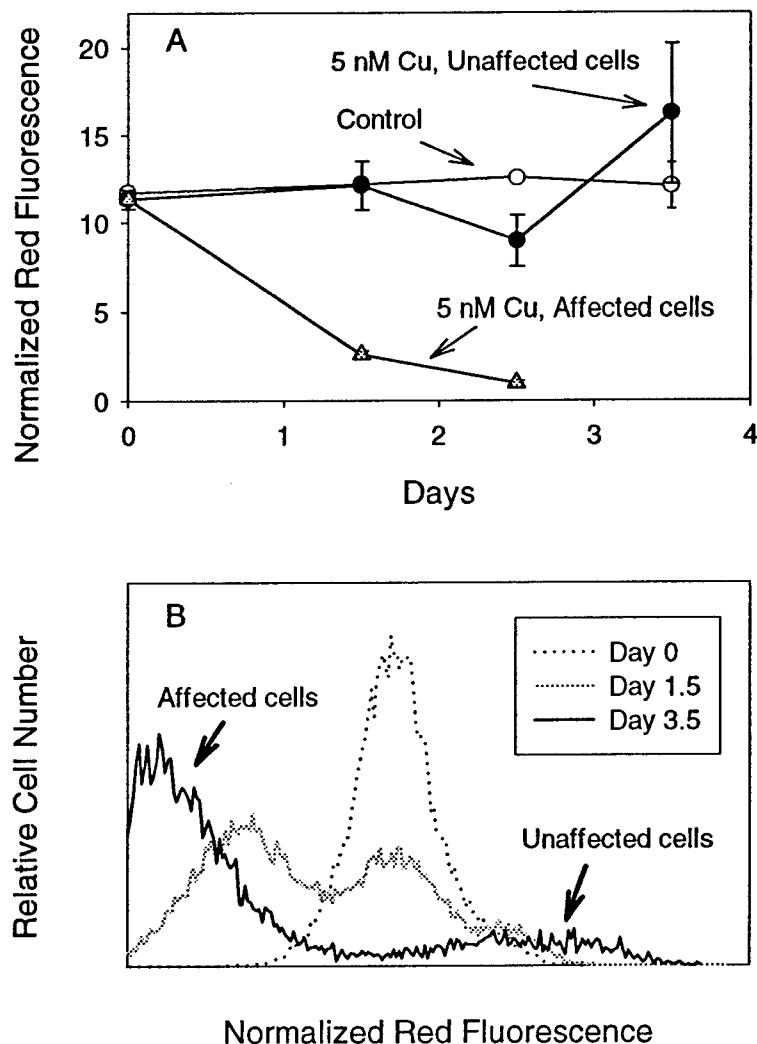 A
5 nM Cu, Unaffected cells
Control
5 nM Cu, Affected cells
Normalized Red Fluorescence
20
15
10
5
0
0 1 2 3 4
Days
B
Day 0
Day 1.5
Day 3.5
Affected cells
Unaffected cells
Relative Cell Number
Normalized Red Fluorescence